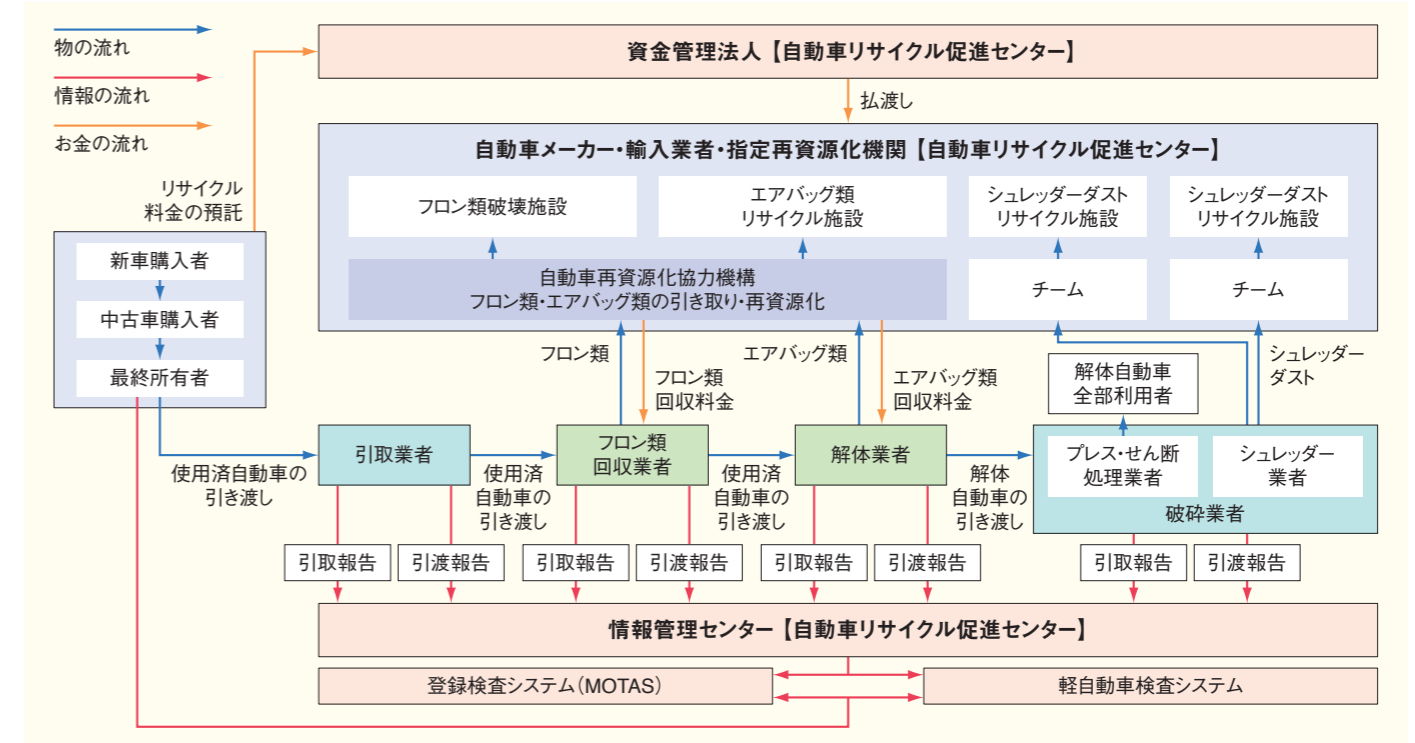 物の流れ
情報の流れ
お金の流れ
資金管理法人【自動車リサイクル促進センター】
払渡し
リサイクル
料金の預託
自動車メーカー・輸入業者・指定再資源化機関【自動車リサイクル促進センター】
フロン類破壊施設
エアバッグ類
リサイクル施設
シュレッダーダスト
リサイクル施設
シュレッダーダスト
リサイクル施設
自動車再資源化協力機構
フロン類・エアバッグ類の引き取り・再資源化
チーム
チーム
新車購入者
中古車購入者
最終所有者
フロン類
フロン類
回収料金
エアバッグ類
エアバッグ類
回収料金
シュレッダー
ダスト
解体自動車
全部利用者
引取業者
フロン類
回収業者
解体業者
プレス・せん断
処理業者
シュレッダー
業者
破砕業者
使用済自動車の
引き渡し
使用済
自動車の
引き渡し
使用済
自動車の
引き渡し
解体
自動車の
引き渡し
引取報告
引渡報告
引取報告
引渡報告
引取報告
引渡報告
引取報告
引渡報告
情報管理センター【自動車リサイクル促進センター】
登録検査システム(MOTAS)
軽自動車検査システム